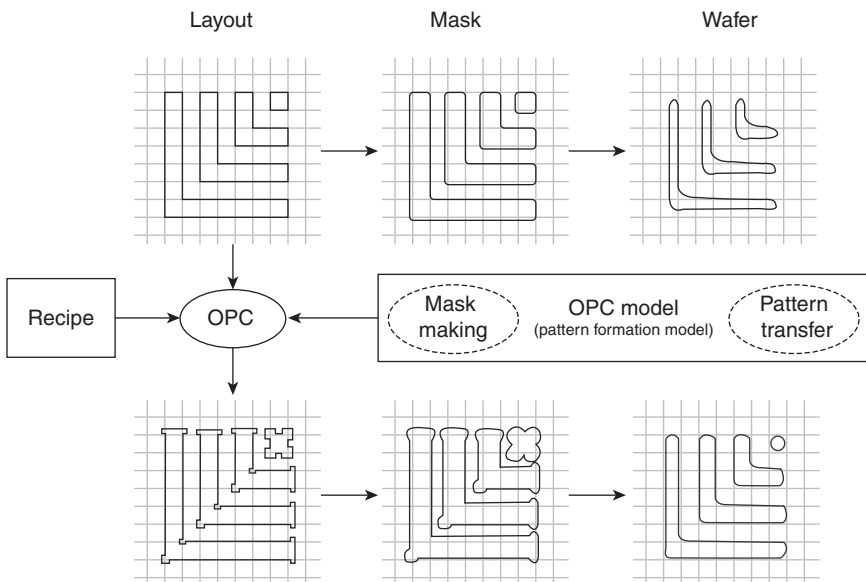 Layout
Mask
Wafer
Recipe
OPC
Mask
making
OPC model
(pattern formation model)
Pattern
transfer